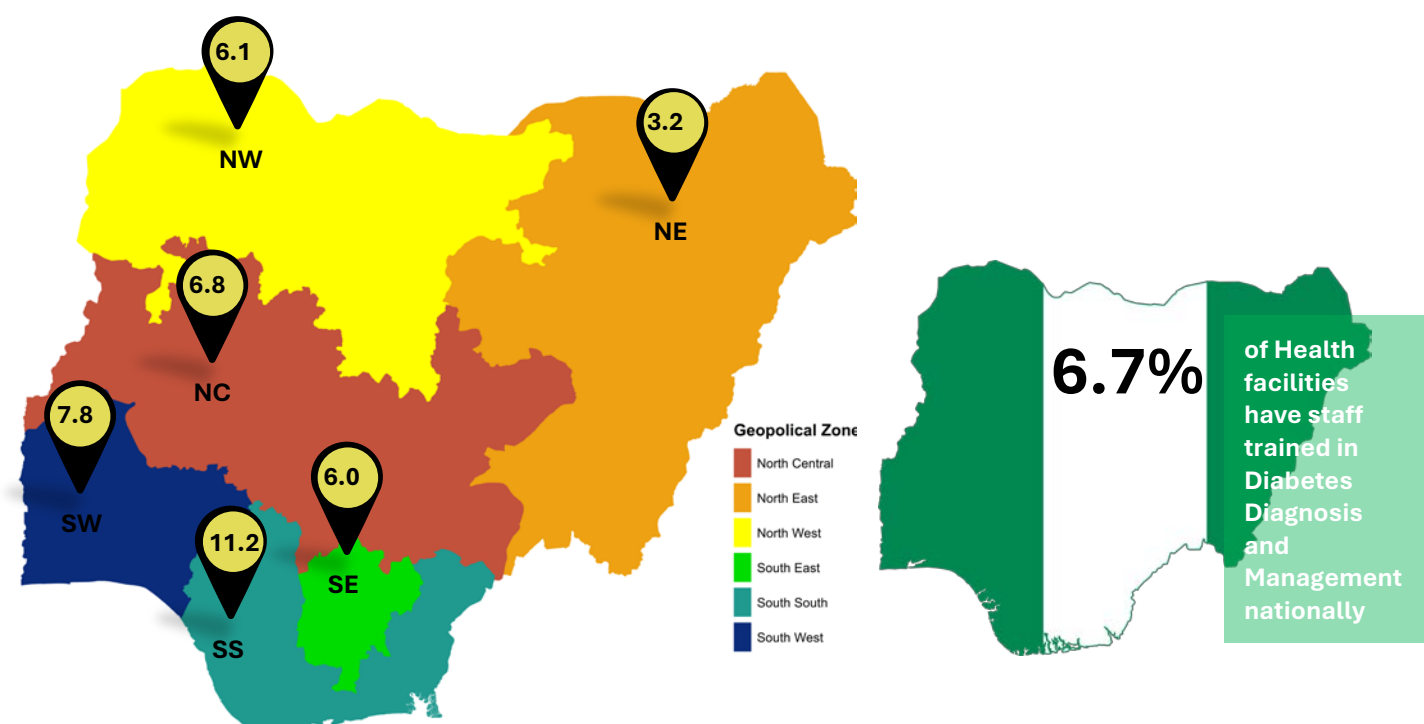 6.1
NW
3.2
NE
6.8
NC
7.8
SW
6.0
SE
11.2
SS
Geopolical Zone
North Central
North East
North West
South East
South South
South West
6.7%
of Health
facilities
have staff
trained in
Diabetes
Diagnosis
and
Management
nationally